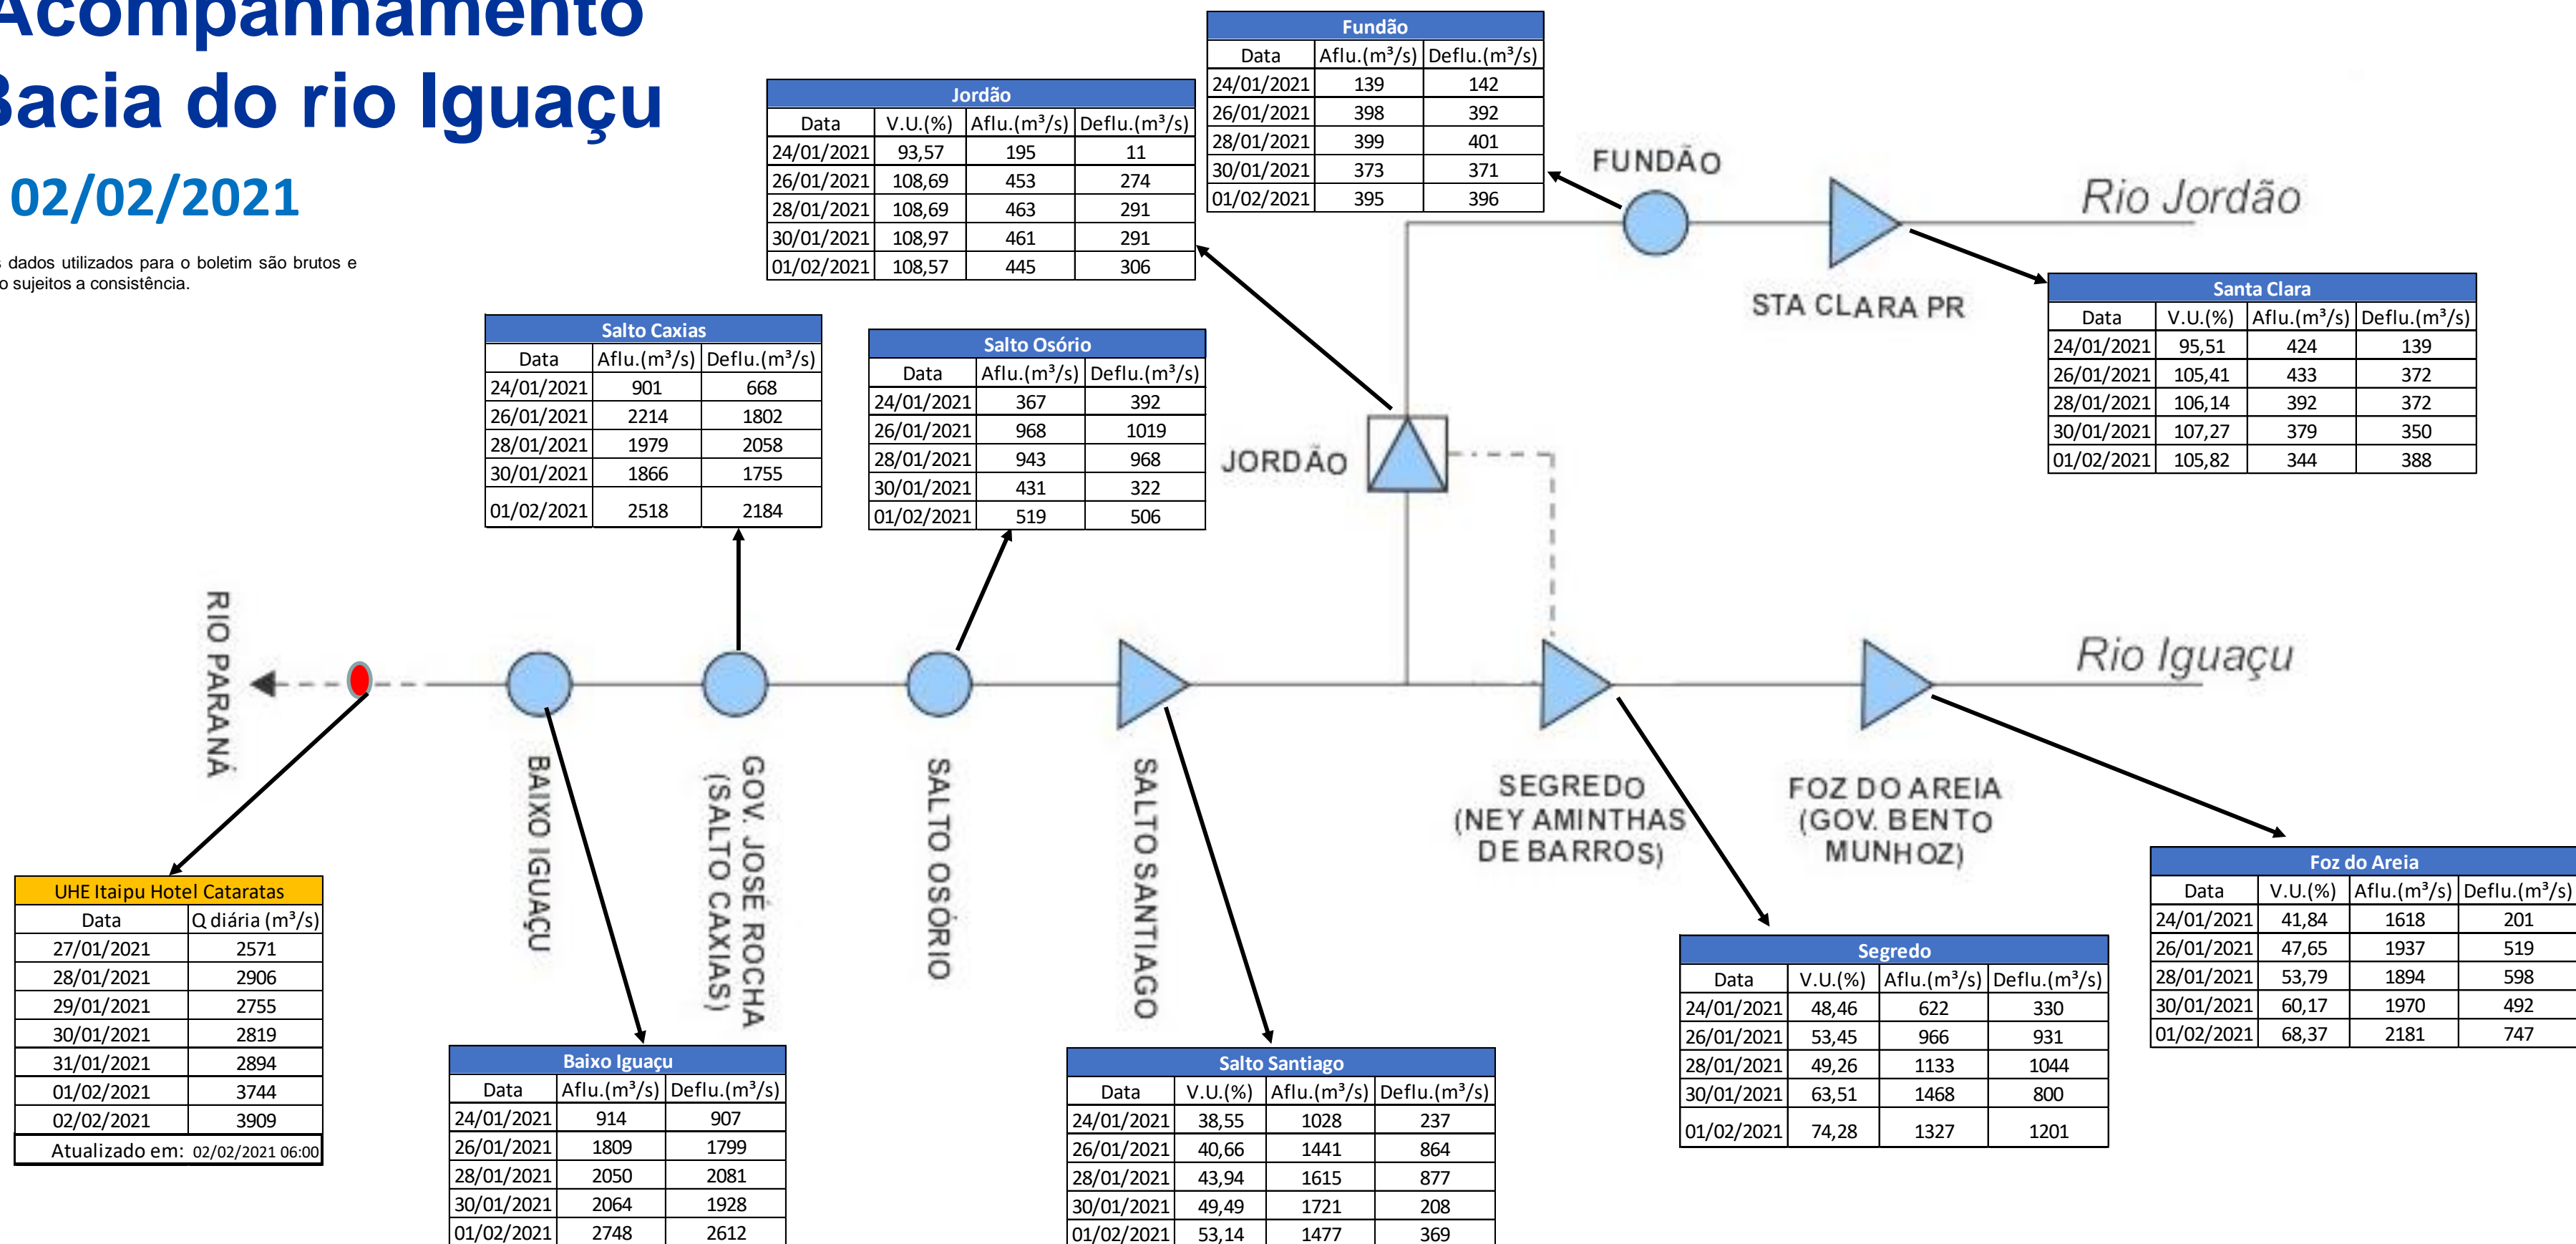 Acompanhamento
Bacia do rio Iguaçu
02/02/2021
dados utilizados para o boletim são brutos e
sujeitos a consistência.
Fundão
Data Aflu.(m³/s) Deflu.(m³/s)
24/01/2021 139 142
26/01/2021 398 392
28/01/2021 399 401
30/01/2021 373 371
01/02/2021 395 396
Jordão
Data V.U.(%) Aflu.(m³/s) Deflu.(m³/s)
24/01/2021 93,57 195 11
26/01/2021 108,69 453 274
28/01/2021 108,69 463 291
30/01/2021 108,97 461 291
01/02/2021 108,57 445 306
FUNDÃO
STA CLARA PR
Rio Jordão
Santa Clara
Data V.U.(%) Aflu.(m³/s) Deflu.(m³/s)
24/01/2021 95,51 424 139
26/01/2021 105,41 433 372
28/01/2021 106,14 392 372
30/01/2021 107,27 379 350
01/02/2021 105,82 344 388
Salto Caxias
Data Aflu.(m³/s) Deflu.(m³/s)
24/01/2021 901 668
26/01/2021 2214 1802
28/01/2021 1979 2058
30/01/2021 1866 1755
01/02/2021 2518 2184
Salto Osório
Data Aflu.(m³/s) Deflu.(m³/s)
24/01/2021 367 392
26/01/2021 968 1019
28/01/2021 943 968
30/01/2021 431 322
01/02/2021 519 506
JORDÃO
RIO PARANÁ
Rio Iguaçu
BAIXO IGUAÇU
GOV. JOSÉ ROCHA
(SALTO CAXIAS)
SALTO OSÓRIO
SALTO SANTIAGO
SEGREDO
(NEY AMINTHAS
DE BARROS)
FOZ DO AREIA
(GOV. BENTO
MUNHOZ)
UHE Itaipu Hotel Cataratas
Data Q diária (m³/s)
27/01/2021 2571
28/01/2021 2906
29/01/2021 2755
30/01/2021 2819
31/01/2021 2894
01/02/2021 3744
02/02/2021 3909
Atualizado em: 02/02/2021 06:00
Baixo Iguaçu
Data Aflu.(m³/s) Deflu.(m³/s)
24/01/2021 914 907
26/01/2021 1809 1799
28/01/2021 2050 2081
30/01/2021 2064 1928
01/02/2021 2748 2612
Salto Santiago
Data V.U.(%) Aflu.(m³/s) Deflu.(m³/s)
24/01/2021 38,55 1028 237
26/01/2021 40,66 1441 864
28/01/2021 43,94 1615 877
30/01/2021 49,49 1721 208
01/02/2021 53,14 1477 369
Segredo
Data V.U.(%) Aflu.(m³/s) Deflu.(m³/s)
24/01/2021 48,46 622 330
26/01/2021 53,45 966 931
28/01/2021 49,26 1133 1044
30/01/2021 63,51 1468 800
01/02/2021 74,28 1327 1201
Foz do Areia
Data V.U.(%) Aflu.(m³/s) Deflu.(m³/s)
24/01/2021 41,84 1618 201
26/01/2021 47,65 1937 519
28/01/2021 53,79 1894 598
30/01/2021 60,17 1970 492
01/02/2021 68,37 2181 747